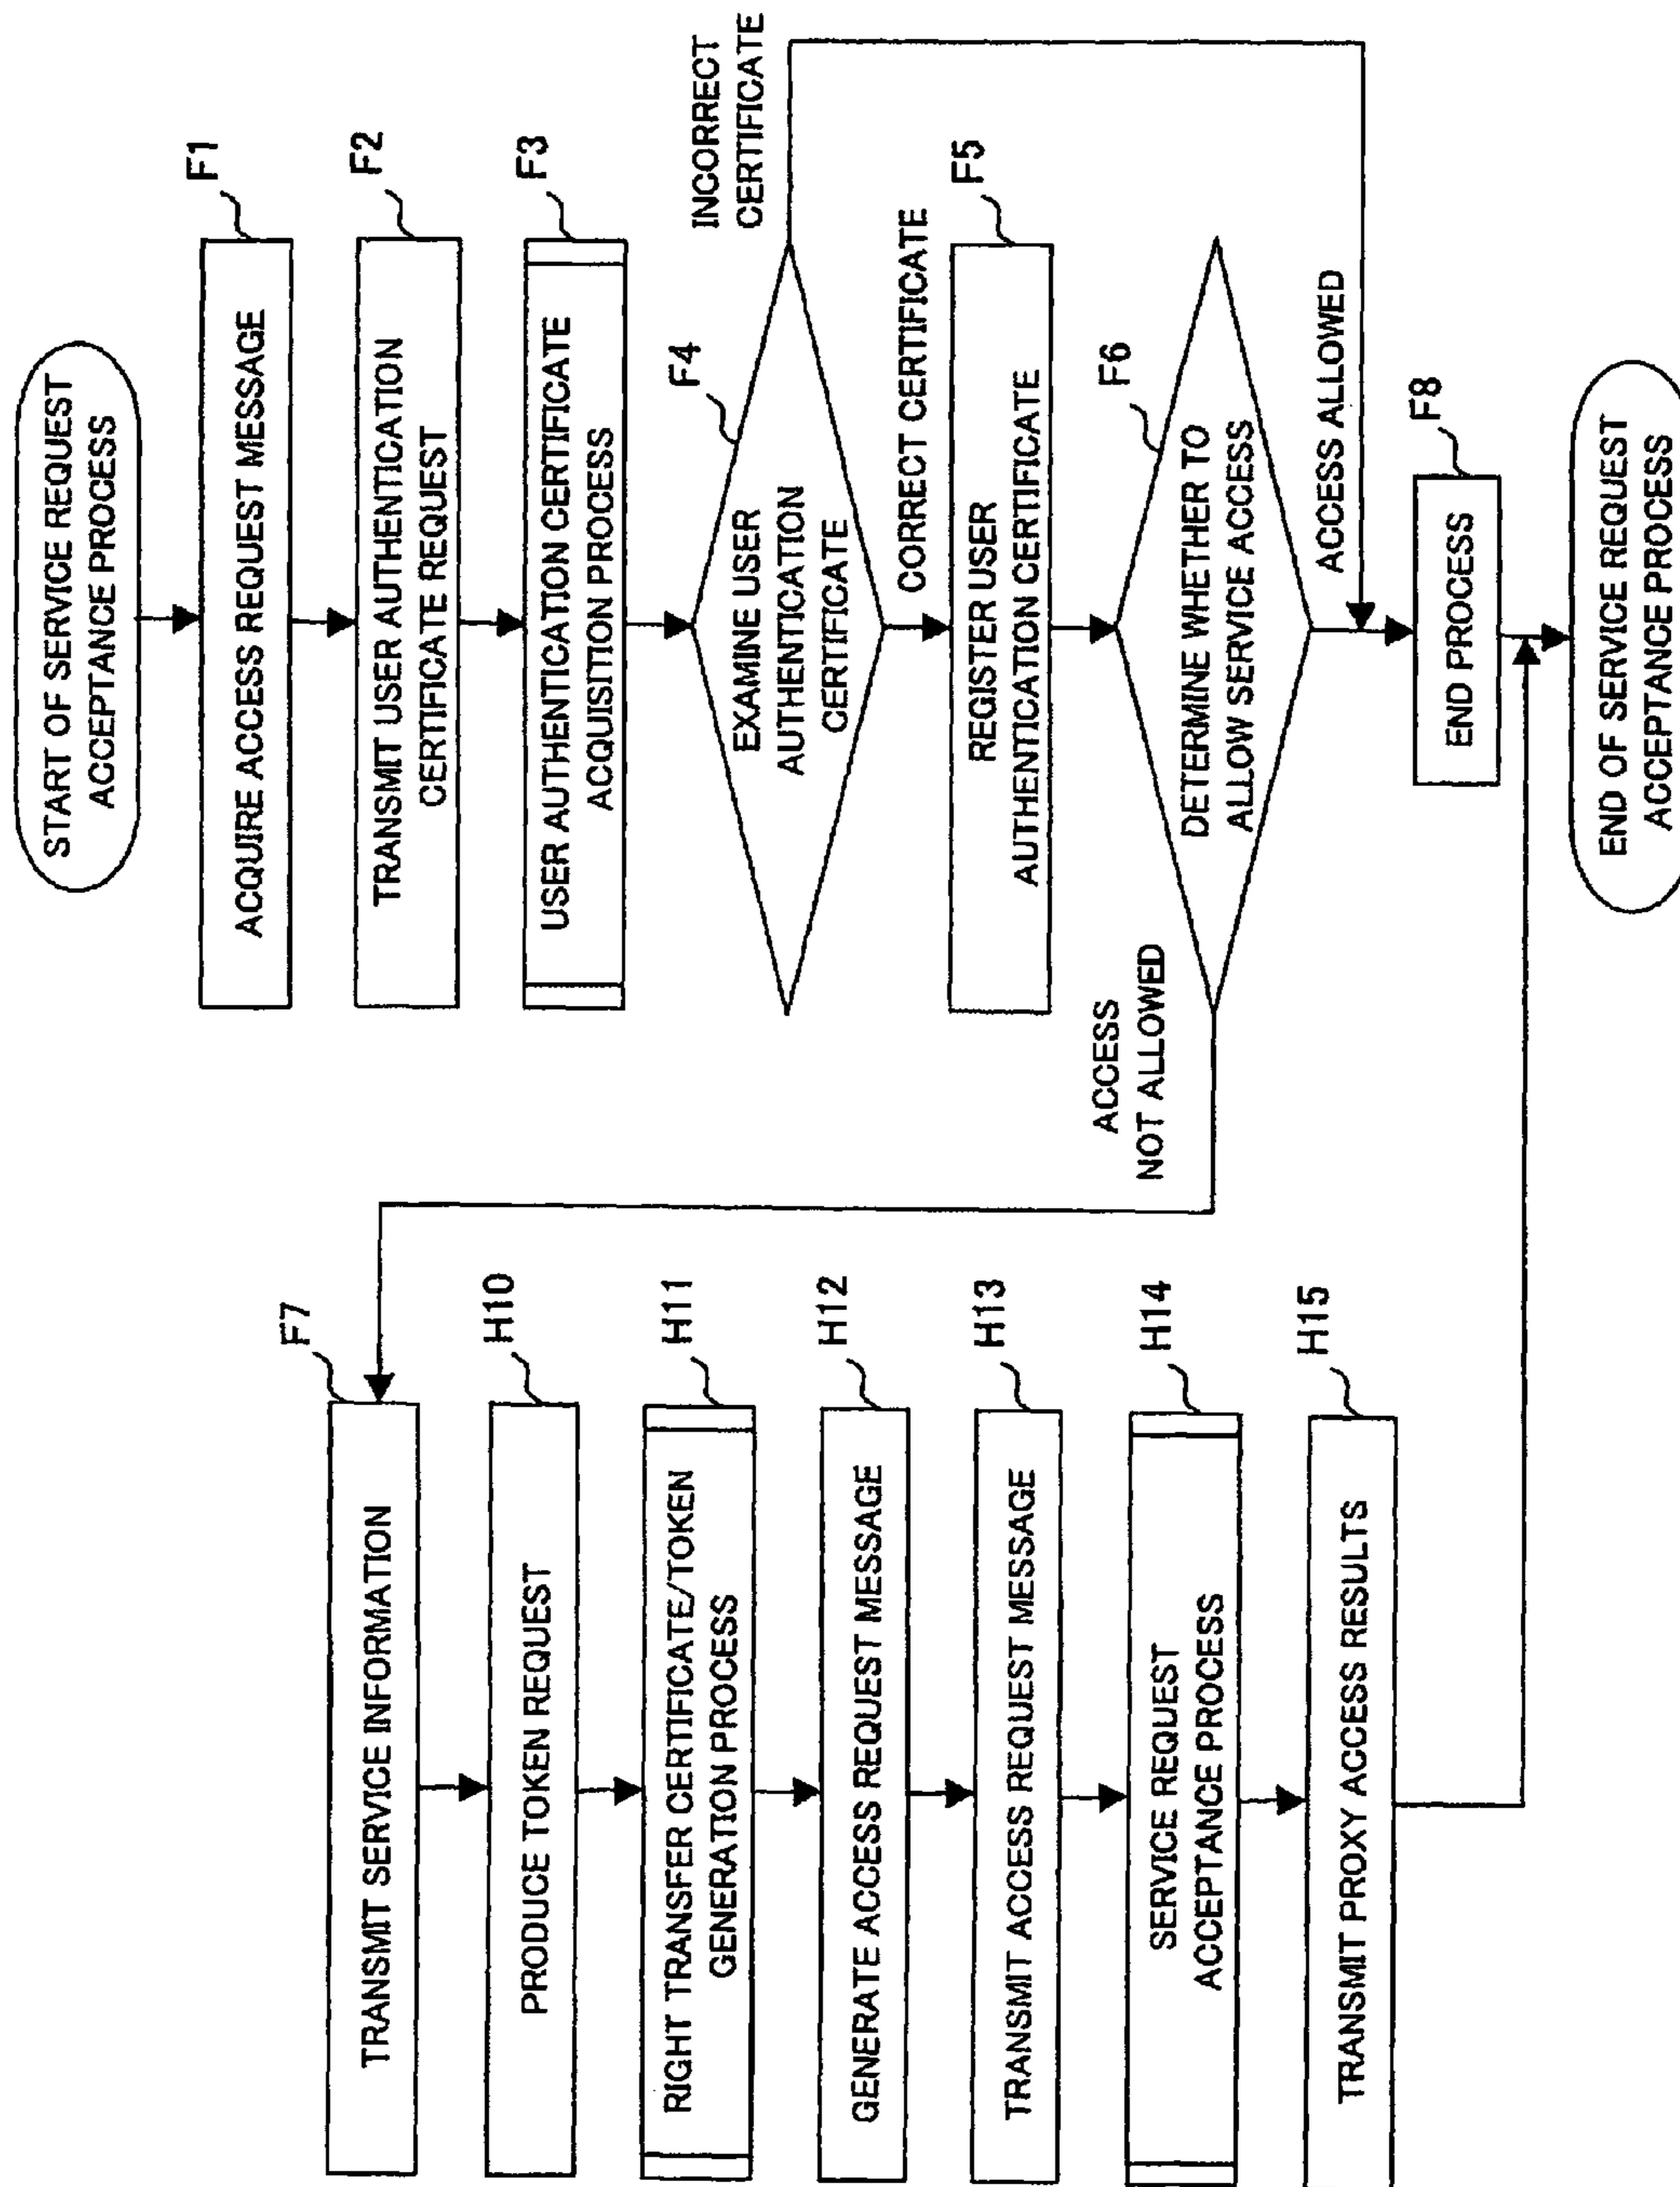 START OF SERVICE REQUEST
ACCEPTANCE PROCESS
F1
ACQUIRE ACCESS REQUEST MESSAGE
F2
TRANSMIT USER AUTHENTICATION
CERTIFICATE REQUEST
F3
USER AUTHENTICATION CERTIFICATE
ACQUISITION PROCESS
F4
EXAMINE USER
AUTHENTICATION
CERTIFICATE
INCORRECT
CERTIFICATE
CORRECT CERTIFICATE
F5
REGISTER USER
AUTHENTICATION CERTIFICATE
F6
DETERMINE WHETHER TO
ALLOW SERVICE ACCESS
ACCESS
NOT ALLOWED
ACCESS ALLOWED
F8
END PROCESS
END OF SERVICE REQUEST
ACCEPTANCE PROCESS
F7
TRANSMIT SERVICE INFORMATION
H10
PRODUCE TOKEN REQUEST
H11
RIGHT TRANSFER CERTIFICATE/TOKEN
GENERATION PROCESS
H12
GENERATE ACCESS REQUEST MESSAGE
H13
TRANSMIT ACCESS REQUEST MESSAGE
H14
SERVICE REQUEST
ACCEPTANCE PROCESS
H15
TRANSMIT PROXY ACCESS RESULTS